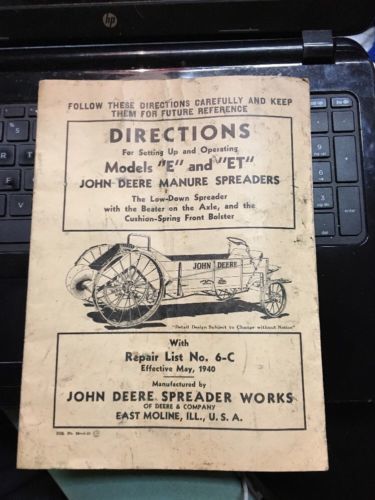 hp
FOLLOW THESE DIRECTIONS CAREFULLY AND KEEP
THEM FOR FUTURE REFERENCE
DIRECTIONS
For Setting Up and Operating
Models "E" and "ET"
JOHN DEERE MANURE SPREADERS
The Low-Down Spreader
with the Beater on the Axle, and the
Cushion-Spring Front Bolster
JOHN DEERE
"Detail Design Subject to Change without Notice"
With
Repair List No. 6-C
Effective May, 1940
Manufactured by
JOHN DEERE SPREADER WORKS
OF DEERE & COMPANY
EAST MOLINE, ILL., U. S. A.